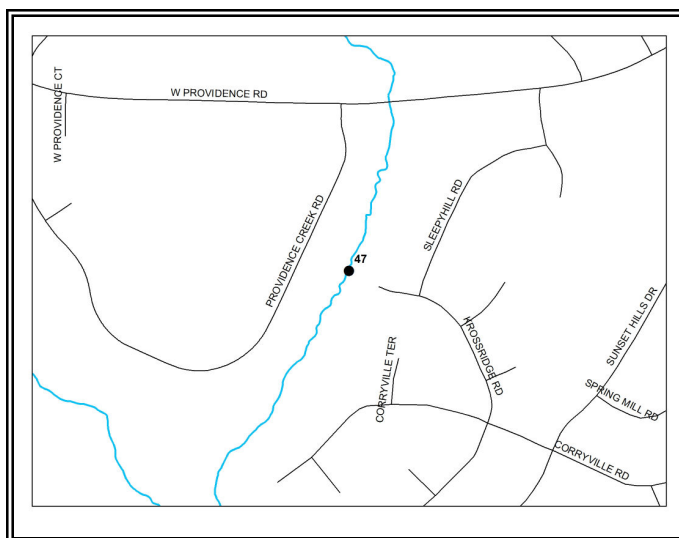 W PROVIDENCE CT
W PROVIDENCE RD
PROVIDENCE CREEK RD
SLEEPYHILL RD
47
KROSSRIDGE RD
SUNSET HILLS DR
CORRYVILLE TER
SPRING MILL RD
CORRYVILLE RD